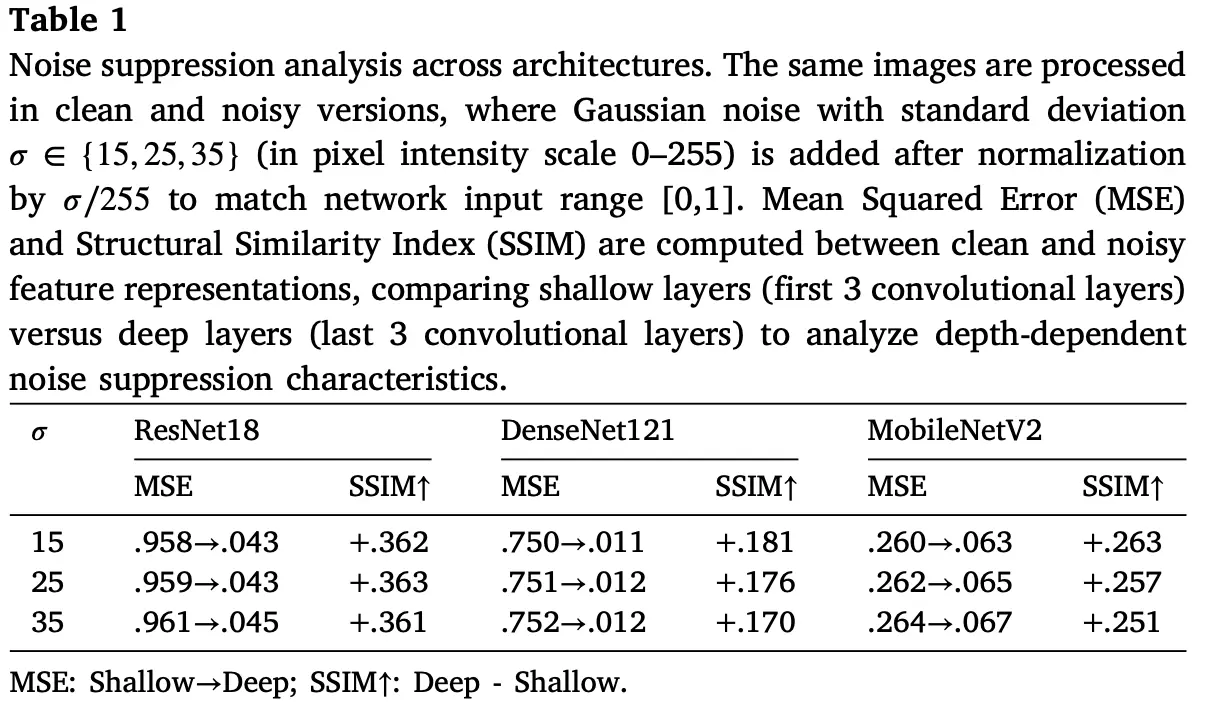 Table 1
Noise suppression analysis across architectures. The same images are processed
in clean and noisy versions, where Gaussian noise with standard deviation
σ ∈ {15, 25, 35} (in pixel intensity scale 0–255) is added after normalization
by σ/255 to match network input range [0,1]. Mean Squared Error (MSE)
and Structural Similarity Index (SSIM) are computed between clean and noisy
feature representations, comparing shallow layers (first 3 convolutional layers)
versus deep layers (last 3 convolutional layers) to analyze depth-dependent
noise suppression characteristics.
σ ResNet18 DenseNet121 MobileNetV2
MSE SSIM↑ MSE SSIM↑ MSE SSIM↑
15 .958→.043 +.362 .750→.011 +.181 .260→.063 +.263
25 .959→.043 +.363 .751→.012 +.176 .262→.065 +.257
35 .961→.045 +.361 .752→.012 +.170 .264→.067 +.251
MSE: Shallow→Deep; SSIM↑: Deep - Shallow.